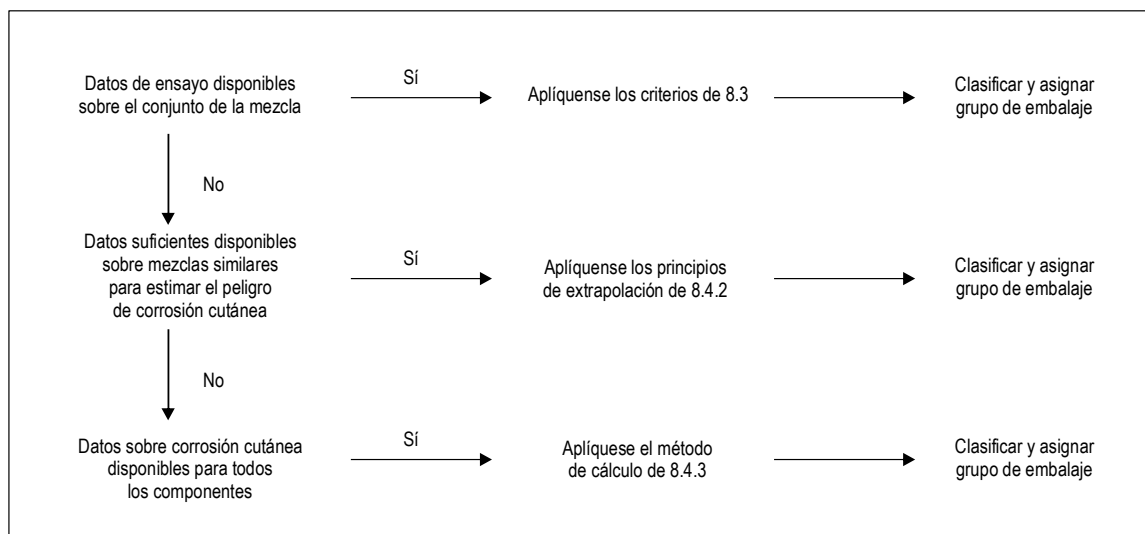 Datos de ensayo disponibles
sobre el conjunto de la mezcla
Sí
Aplíquense los criterios de 8.3
Clasificar y asignar
grupo de embalaje
No
Datos suficientes disponibles
sobre mezclas similares
para estimar el peligro
de corrosión cutánea
Sí
Aplíquense los principios
de extrapolación de 8.4.2
Clasificar y asignar
grupo de embalaje
No
Datos sobre corrosión cutánea
disponibles para todos
los componentes
Sí
Aplíquese el método
de cálculo de 8.4.3
Clasificar y asignar
grupo de embalaje